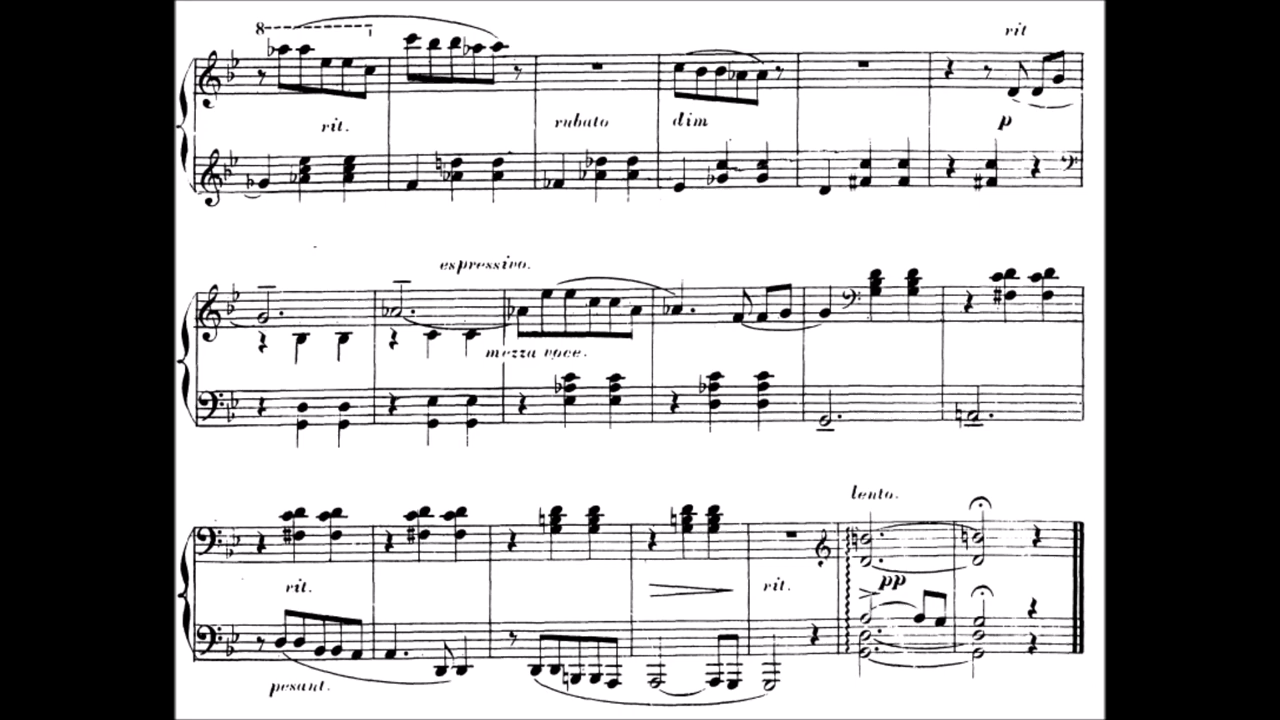 8
rit
rit.
rubato
dim
p
espressivo.
mezza voce.
lento.
rit.
rit.
pp
pesant.